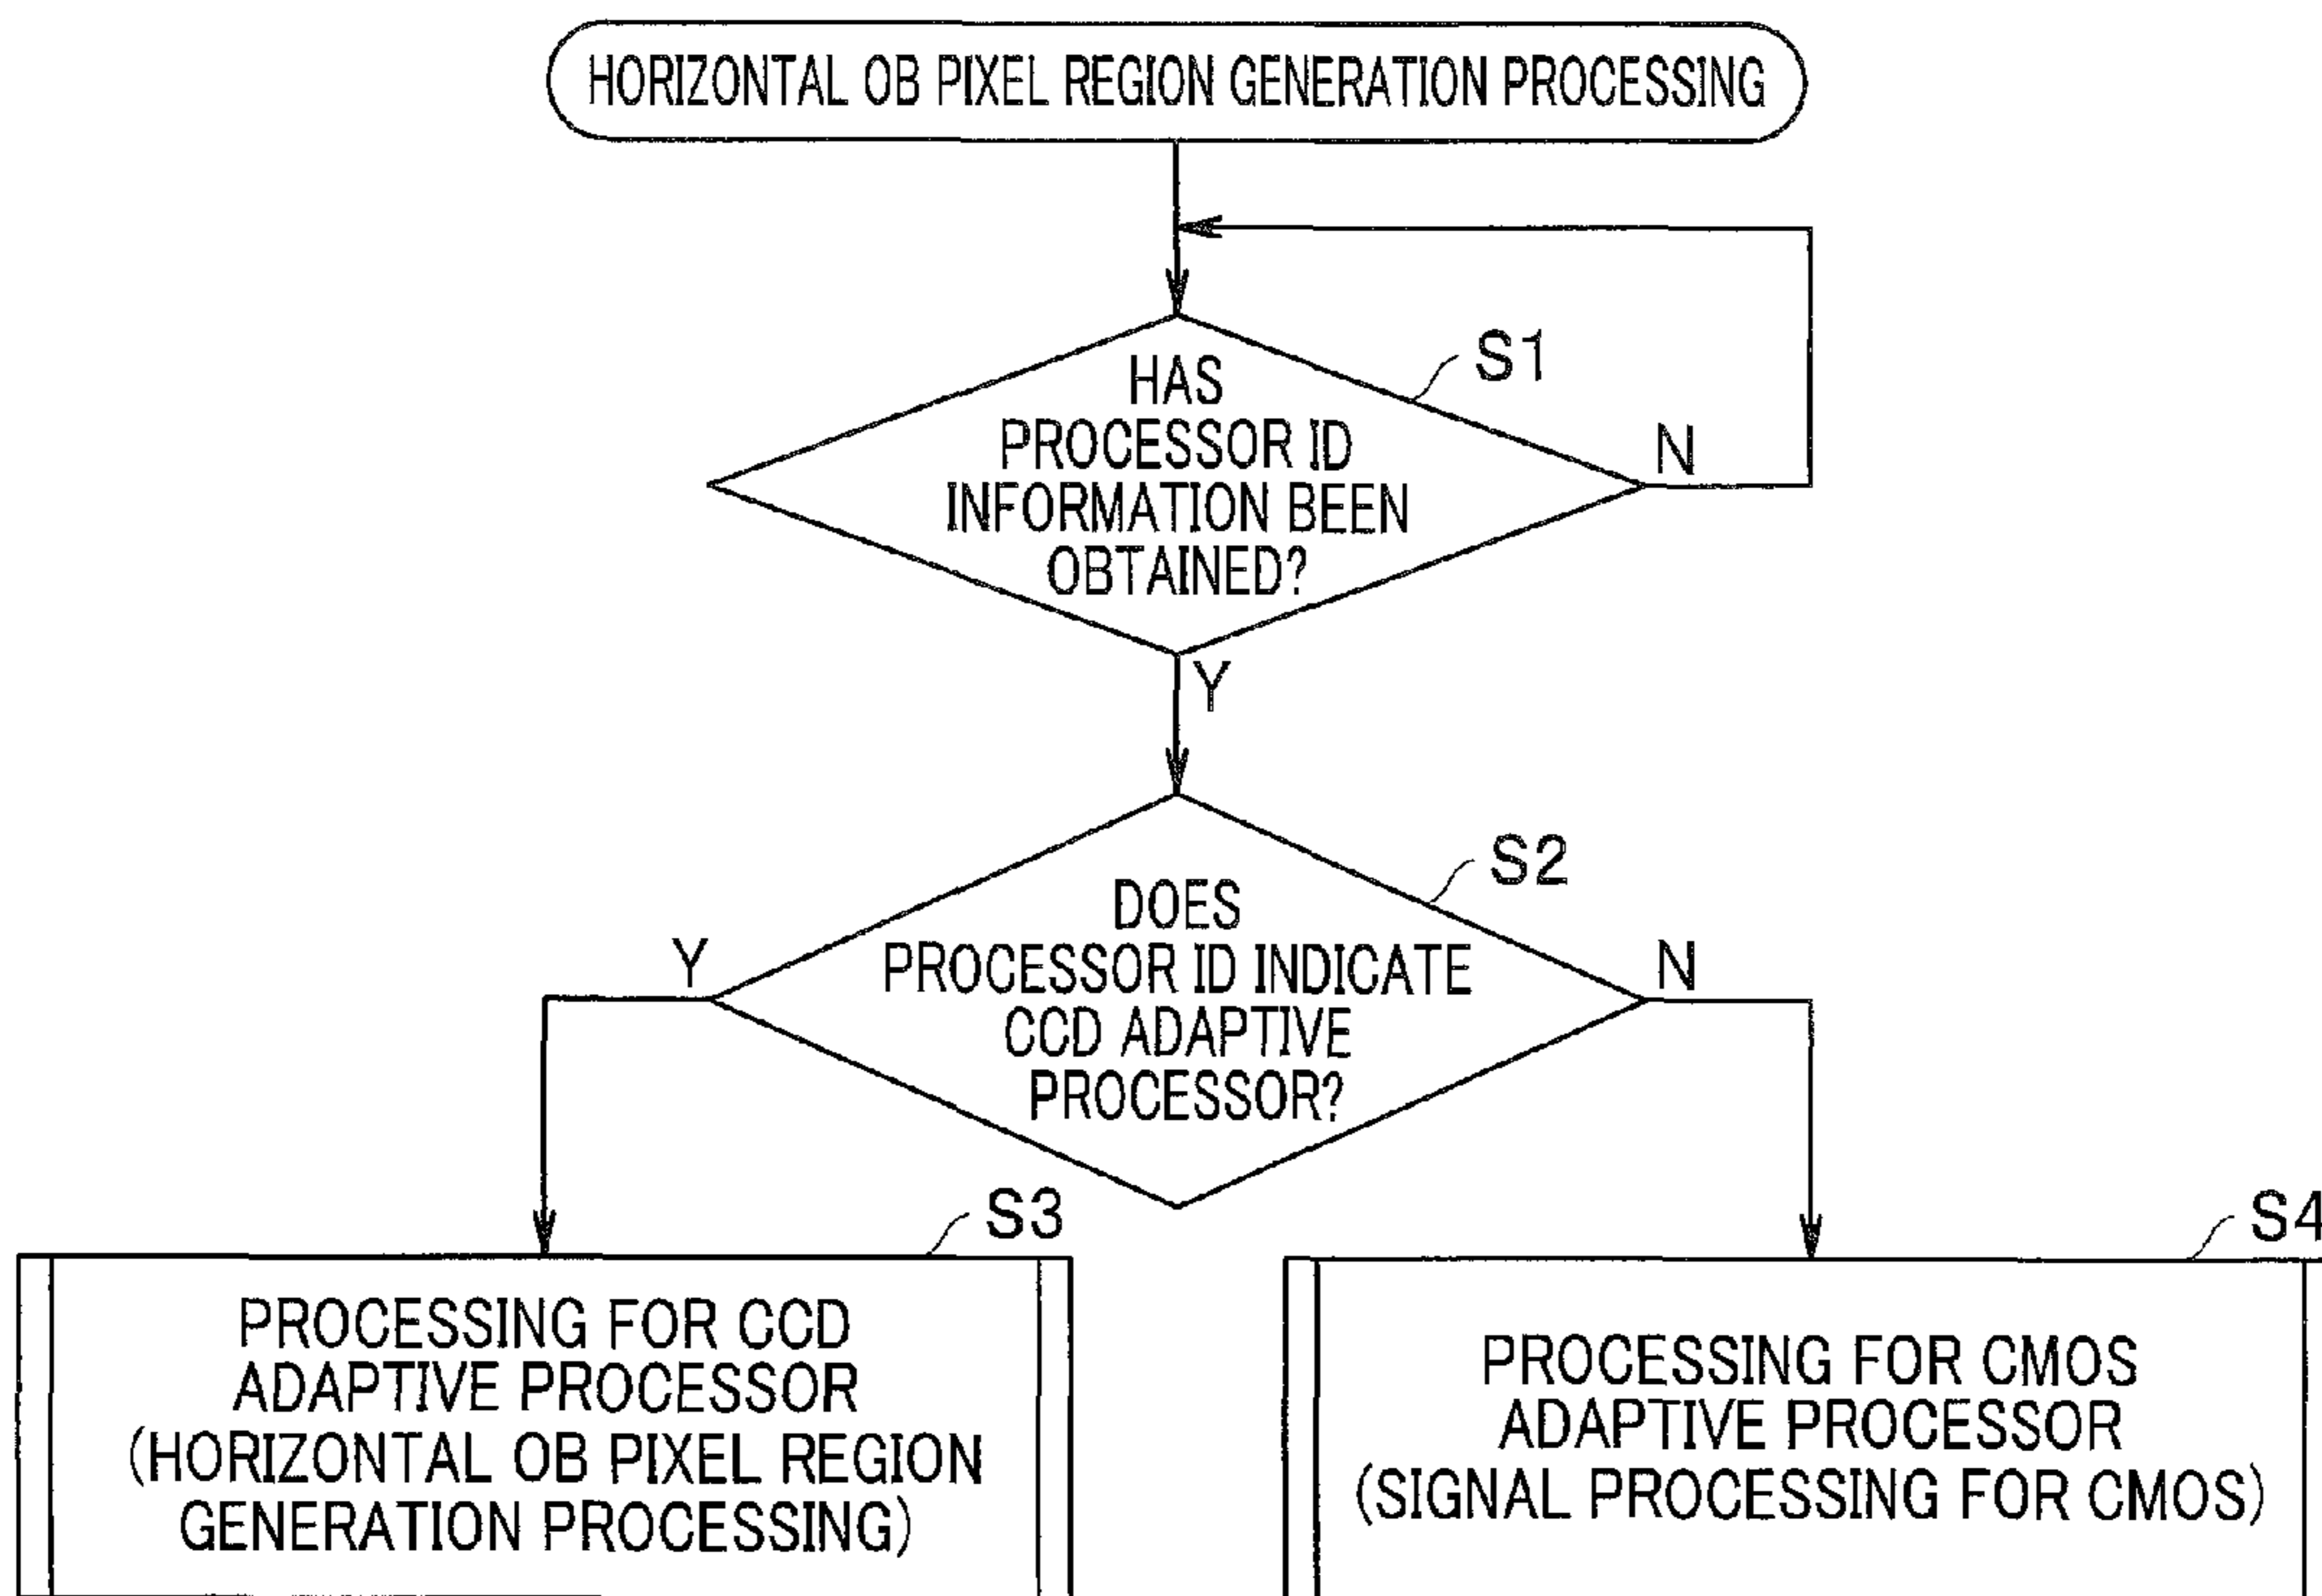 HORIZONTAL OB PIXEL REGION GENERATION PROCESSING
S1
HAS
PROCESSOR ID
INFORMATION BEEN
OBTAINED?
N
Y
S2
DOES
PROCESSOR ID INDICATE
CCD ADAPTIVE
PROCESSOR?
Y
N
S3
PROCESSING FOR CCD
ADAPTIVE PROCESSOR
(HORIZONTAL OB PIXEL REGION
GENERATION PROCESSING)
S4
PROCESSING FOR CMOS
ADAPTIVE PROCESSOR
(SIGNAL PROCESSING FOR CMOS)